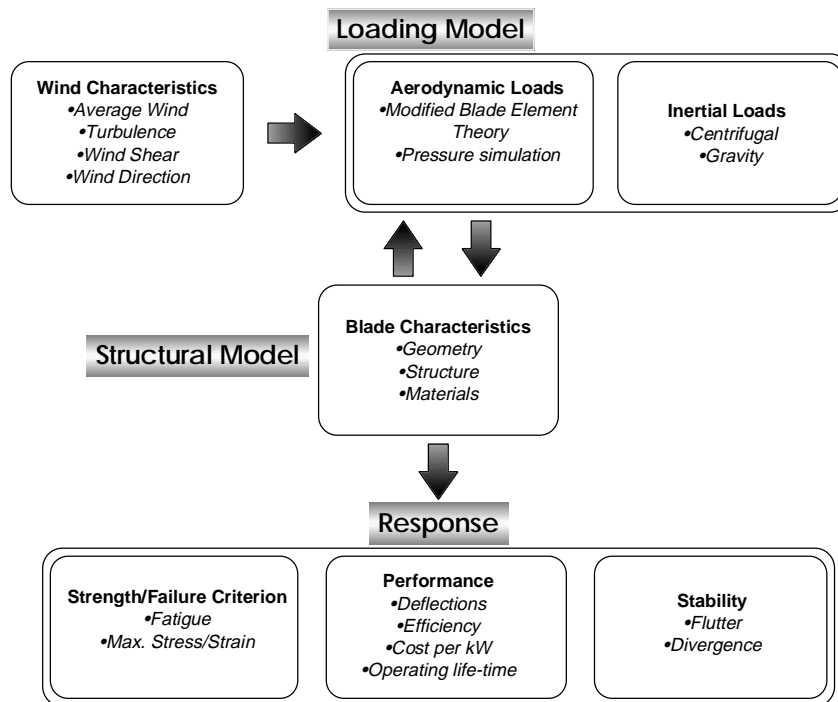 Loading Model
Wind Characteristics
•Average Wind
•Turbulence
•Wind Shear
•Wind Direction
Aerodynamic Loads
•Modified Blade Element
Theory
•Pressure simulation
Inertial Loads
•Centrifugal
•Gravity
Structural Model
Blade Characteristics
•Geometry
•Structure
•Materials
Response
Strength/Failure Criterion
•Fatigue
•Max. Stress/Strain
Performance
•Deflections
•Efficiency
•Cost per kW
•Operating life-time
Stability
•Flutter
•Divergence